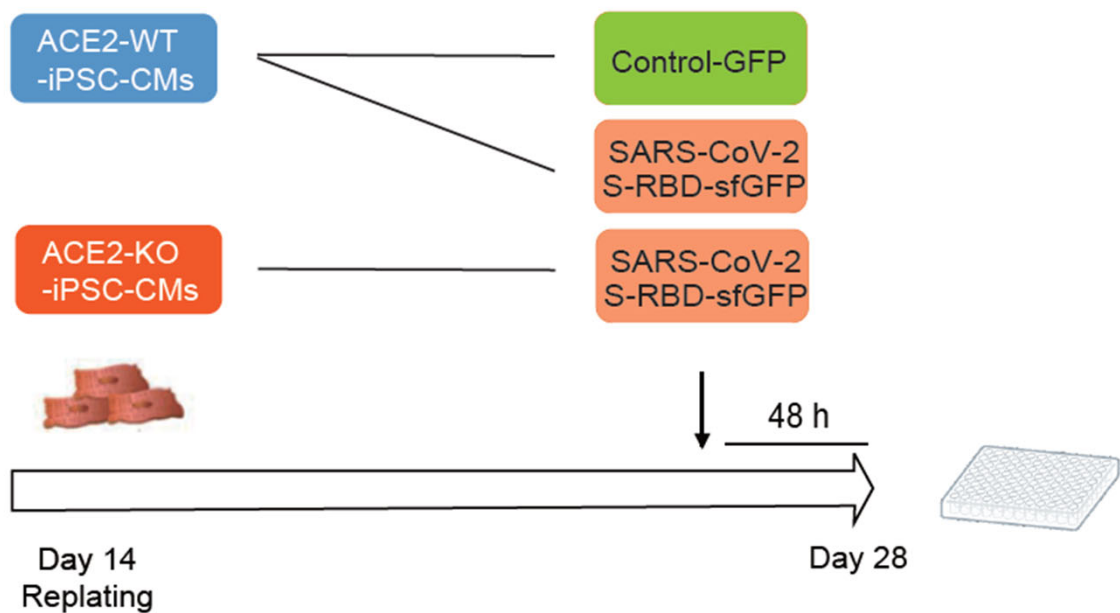 ACE2-WT
-iPSC-CMs
Control-GFP
SARS-CoV-2
S-RBD-sfGFP
ACE2-KO
-iPSC-CMs
SARS-CoV-2
S-RBD-sfGFP
48 h
Day 14
Replating
Day 28